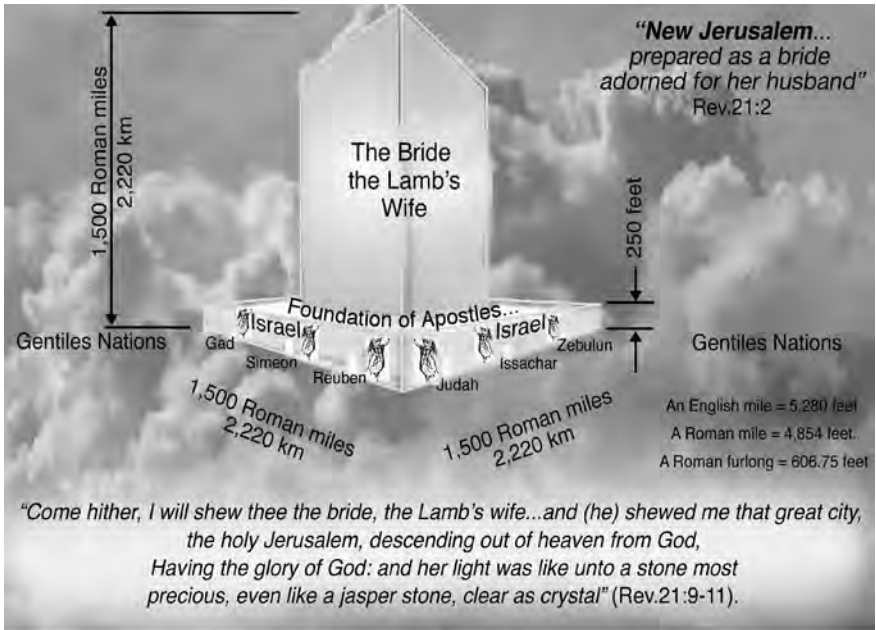 "New Jerusalem...
prepared as a bride
adorned for her husband"
Rev.21:2
1,500 Roman miles
2,220 km
The Bride
the Lamb's
Wife
250 feet
Foundation of Apostles...
Israel
Israel
Gentiles Nations
Gad
Simeon
Reuben
Judah
Issachar
Zebulun
Gentiles Nations
1,500 Roman miles
2,220 km
1,500 Roman miles
2,220 km
An English mile = 5,280 feet
A Roman mile = 4,854 feet.
A Roman furlong = 606.75 feet
"Come hither, I will shew thee the bride, the Lamb's wife...and (he) shewed me that great city,
the holy Jerusalem, descending out of heaven from God,
Having the glory of God: and her light was like unto a stone most
precious, even like a jasper stone, clear as crystal" (Rev.21:9-11).